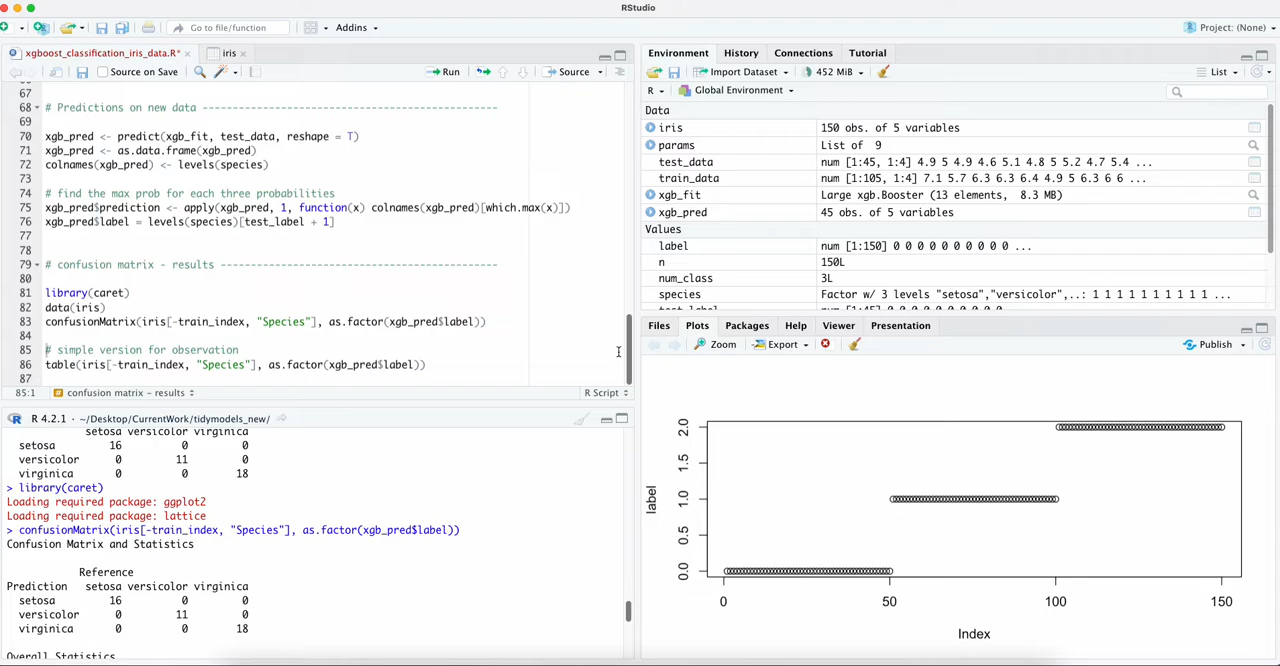 RStudio
Go to file/function
Addins
Project: (None)
xgboost_classification_iris_data.R*
iris
Source on Save
Run
Source
67
68 # Predictions on new data --------------------------------------------------
69
70 xgb_pred <- predict(xgb_fit, test_data, reshape = T)
71 xgb_pred <- as.data.frame(xgb_pred)
72 colnames(xgb_pred) <- levels(species)
73
74 # find the max prob for each three probabilities
75 xgb_pred$prediction <- apply(xgb_pred, 1, function(x) colnames(xgb_pred)[which.max(x)])
76 xgb_pred$label = levels(species)[test_label + 1]
77
78
79 # confusion matrix - results -----------------------------------------------
80
81 library(caret)
82 data(iris)
83 confusionMatrix(iris[-train_index, "Species"], as.factor(xgb_pred$label))
84
85 # simple version for observation
86 table(iris[-train_index, "Species"], as.factor(xgb_pred$label))
87
85:1 # confusion matrix - results
R Script
R 4.2.1 · ~/Desktop/CurrentWork/tidymodels_new/
setosa versicolor virginica
setosa 16 0 0
versicolor 0 11 0
virginica 0 0 18
> library(caret)
Loading required package: ggplot2
Loading required package: lattice
> confusionMatrix(iris[-train_index, "Species"], as.factor(xgb_pred$label))
Confusion Matrix and Statistics
Reference
Prediction setosa versicolor virginica
setosa 16 0 0
versicolor 0 11 0
virginica 0 0 18
Overall Statistics
Environment History Connections Tutorial
Import Dataset
452 MiB
List
R
Global Environment
Data
iris 150 obs. of 5 variables
params List of 9
test_data num [1:45, 1:4] 4.9 5 4.9 4.6 5.1 4.8 5 5.2 4.7 5.4 ...
train_data num [1:105, 1:4] 7.1 5.7 6.3 6.3 6.4 4.9 5 6.3 6 6 ...
xgb_fit Large xgb.Booster (13 elements, 8.3 MB)
xgb_pred 45 obs. of 5 variables
Values
label num [1:150] 0 0 0 0 0 0 0 0 0 0 ...
n 150L
num_class 3L
species Factor w/ 3 levels "setosa","versicolor",..: 1 1 1 1 1 1 1 1 1 1 ...
test_label num [1:45] 0 0 0 0 0 0 0 0 0 0 ...
Files Plots Packages Help Viewer Presentation
Zoom
Export
Publish
label
2.0
1.5
1.0
0.5
0.0
0 50 100 150
Index